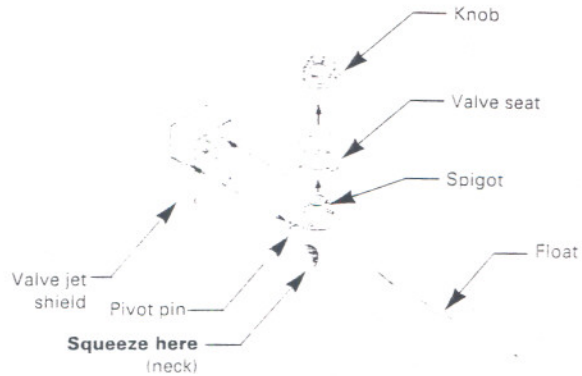 Knob
Valve seat
Spigot
Float
Valve jet
shield
Pivot pin
Squeeze here
(neck)